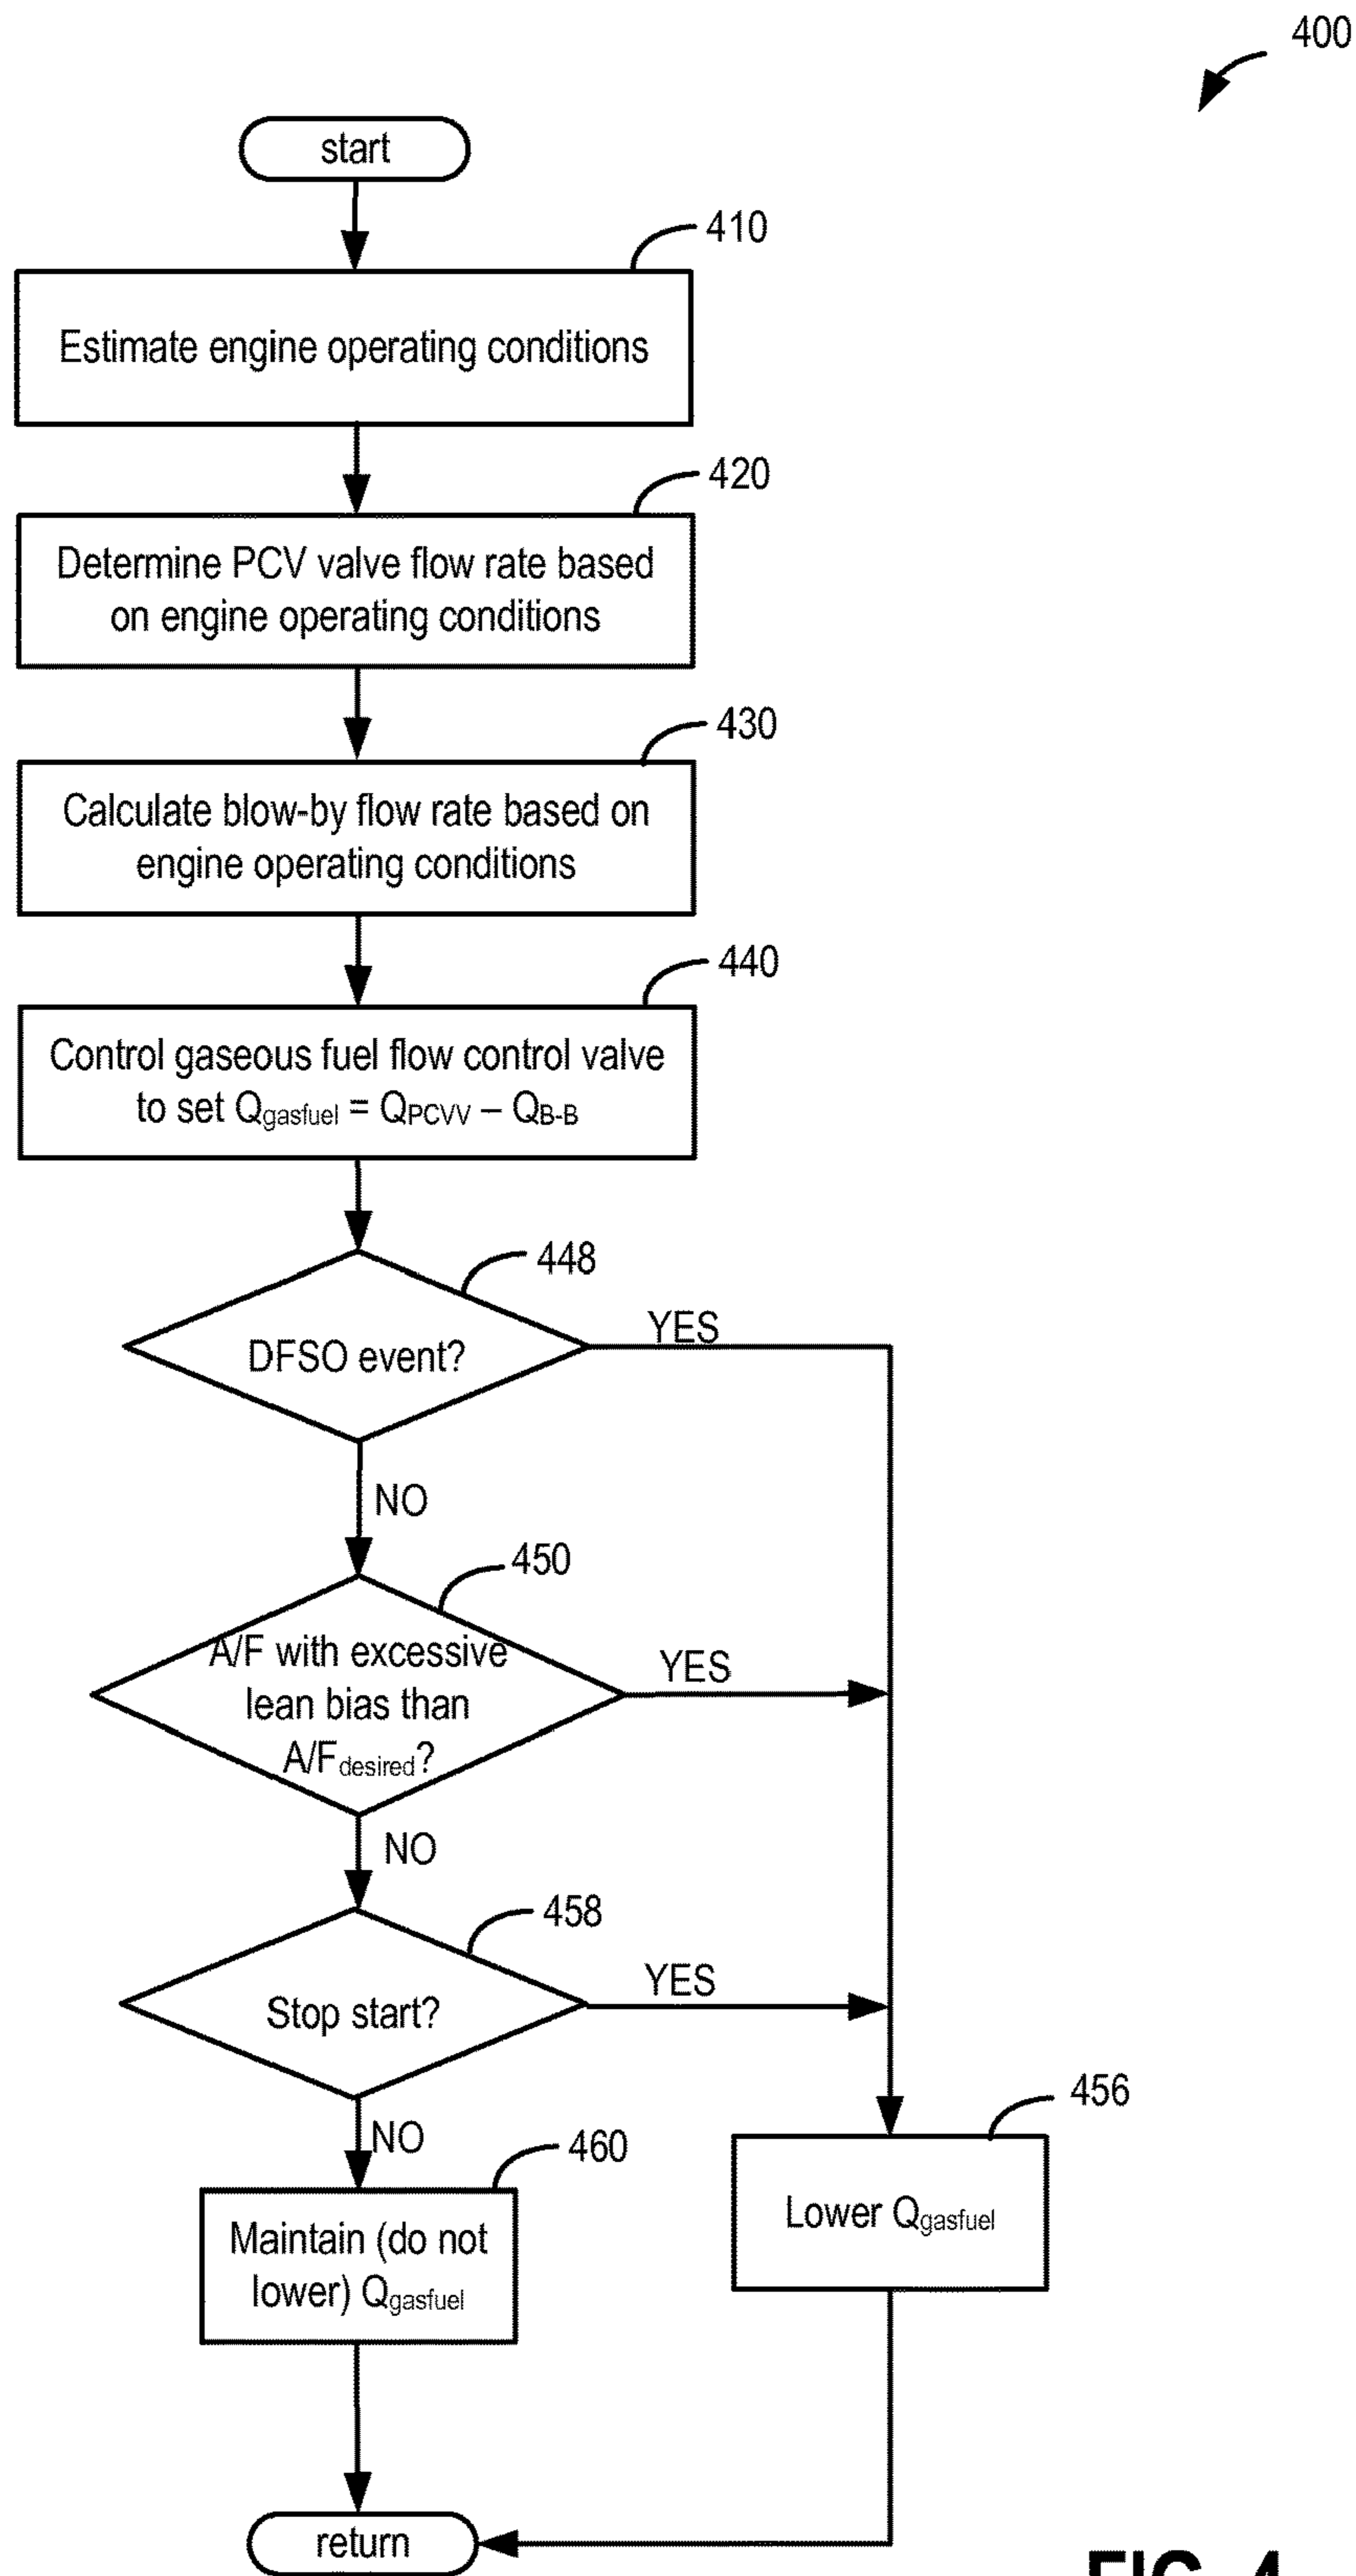 400
start
410
Estimate engine operating conditions
420
Determine PCV valve flow rate based
on engine operating conditions
430
Calculate blow-by flow rate based on
engine operating conditions
440
Control gaseous fuel flow control valve
to set Qgasfuel = QPCVV – QB-B
448
DFSO event?
YES
NO
450
A/F with excessive
lean bias than
A/Fdesired?
YES
NO
458
Stop start?
YES
NO
460
Maintain (do not
lower) Qgasfuel
456
Lower Qgasfuel
return
FIG. 4